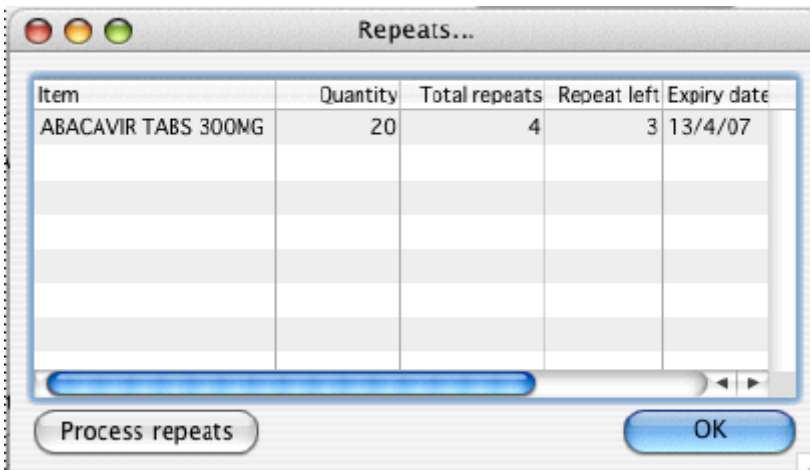 Repeats...
Item Quantity Total repeats Repeat left Expiry date
ABACAVIR TABS 300MG 20 4 3 13/4/07
Process repeats OK